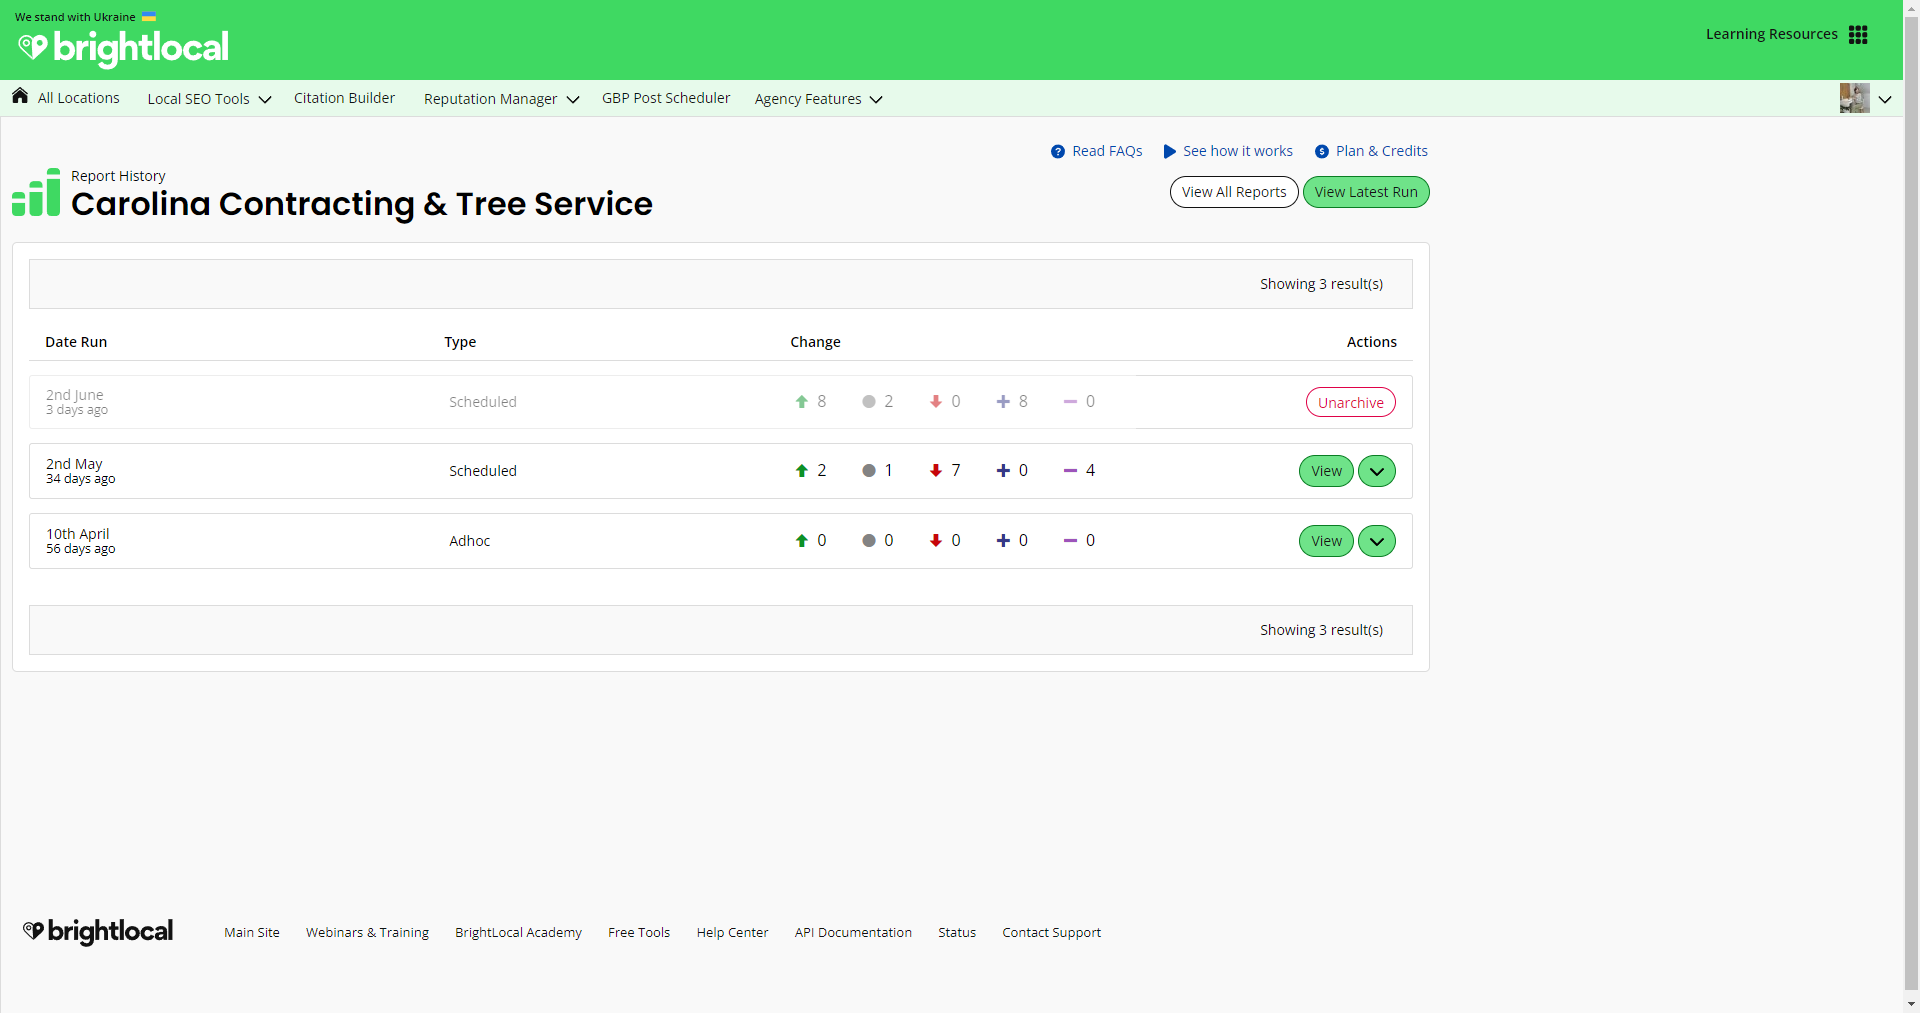 We stand with Ukraine
brightlocal
Learning Resources
All Locations
Local SEO Tools
Citation Builder
Reputation Manager
GBP Post Scheduler
Agency Features
Read FAQs
See how it works
Plan & Credits
Report History
Carolina Contracting & Tree Service
View All Reports
View Latest Run
Showing 3 result(s)
Date Run Type Change Actions
2nd June
3 days ago
Scheduled 8 2 0 8 0 Unarchive
2nd May
34 days ago
Scheduled 2 1 7 0 4 View
10th April
56 days ago
Adhoc 0 0 0 0 0 View
Showing 3 result(s)
brightlocal
Main Site
Webinars & Training
BrightLocal Academy
Free Tools
Help Center
API Documentation
Status
Contact Support